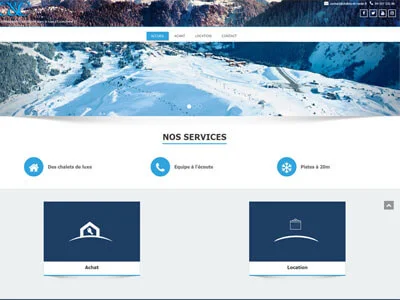 ACCUEIL ACHAT LOCATION CONTACT
NOS SERVICES
Des chalets de luxe
Equipe à l'écoute
Pistes à 20m
Achat
Location